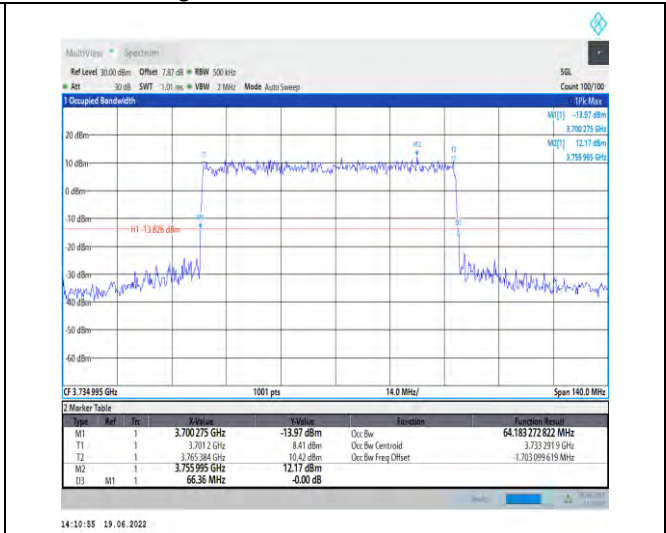 MultiView Spectrum
Ref Level 30.00 dBm Offset 7.87 dB RBW 500 kHz SGL
Att 30 dB SWT 1.01 ms VBW 2 MHz Mode Auto Sweep Count 100/100
1 Occupied Bandwidth 1Pk Max
M1[1] -13.97 dBm
3.700 275 GHz
M2[1] 12.17 dBm
3.755 995 GHz
20 dBm
10 dBm
0 dBm
-10 dBm
-20 dBm
-30 dBm
-40 dBm
-50 dBm
-60 dBm
T1
M2
T2
M1
D3
H1 -13.826 dBm
CF 3.734 995 GHz 1001 pts 14.0 MHz/ Span 140.0 MHz
2 Marker Table
Type Ref Trc X-Value Y-Value Function Function Result
M1 1 3.700 275 GHz -13.97 dBm Occ Bw 64.183 272 822 MHz
T1 1 3.701 2 GHz 8.41 dBm Occ Bw Centroid 3.733 291 9 GHz
T2 1 3.765 384 GHz 10.42 dBm Occ Bw Freq Offset -1.703 099 619 MHz
M2 1 3.755 995 GHz 12.17 dBm
D3 M1 1 66.36 MHz -0.00 dB
14:10:55 19.06.2022